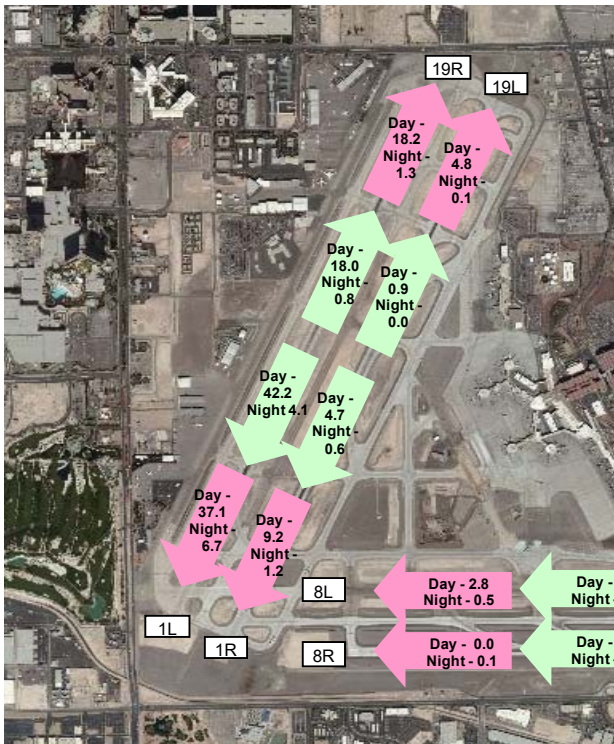 19R
19L
Day -
18.2
Night -
1.3
Day -
4.8
Night -
0.1
Day -
18.0
Night -
0.8
Day -
0.9
Night -
0.0
Day -
42.2
Night 4.1
Day -
4.7
Night -
0.6
Day -
37.1
Night -
6.7
Day -
9.2
Night -
1.2
8L
Day - 2.8
Night - 0.5
Day -
Night -
1L
1R
8R
Day - 0.0
Night - 0.1
Day -
Night -